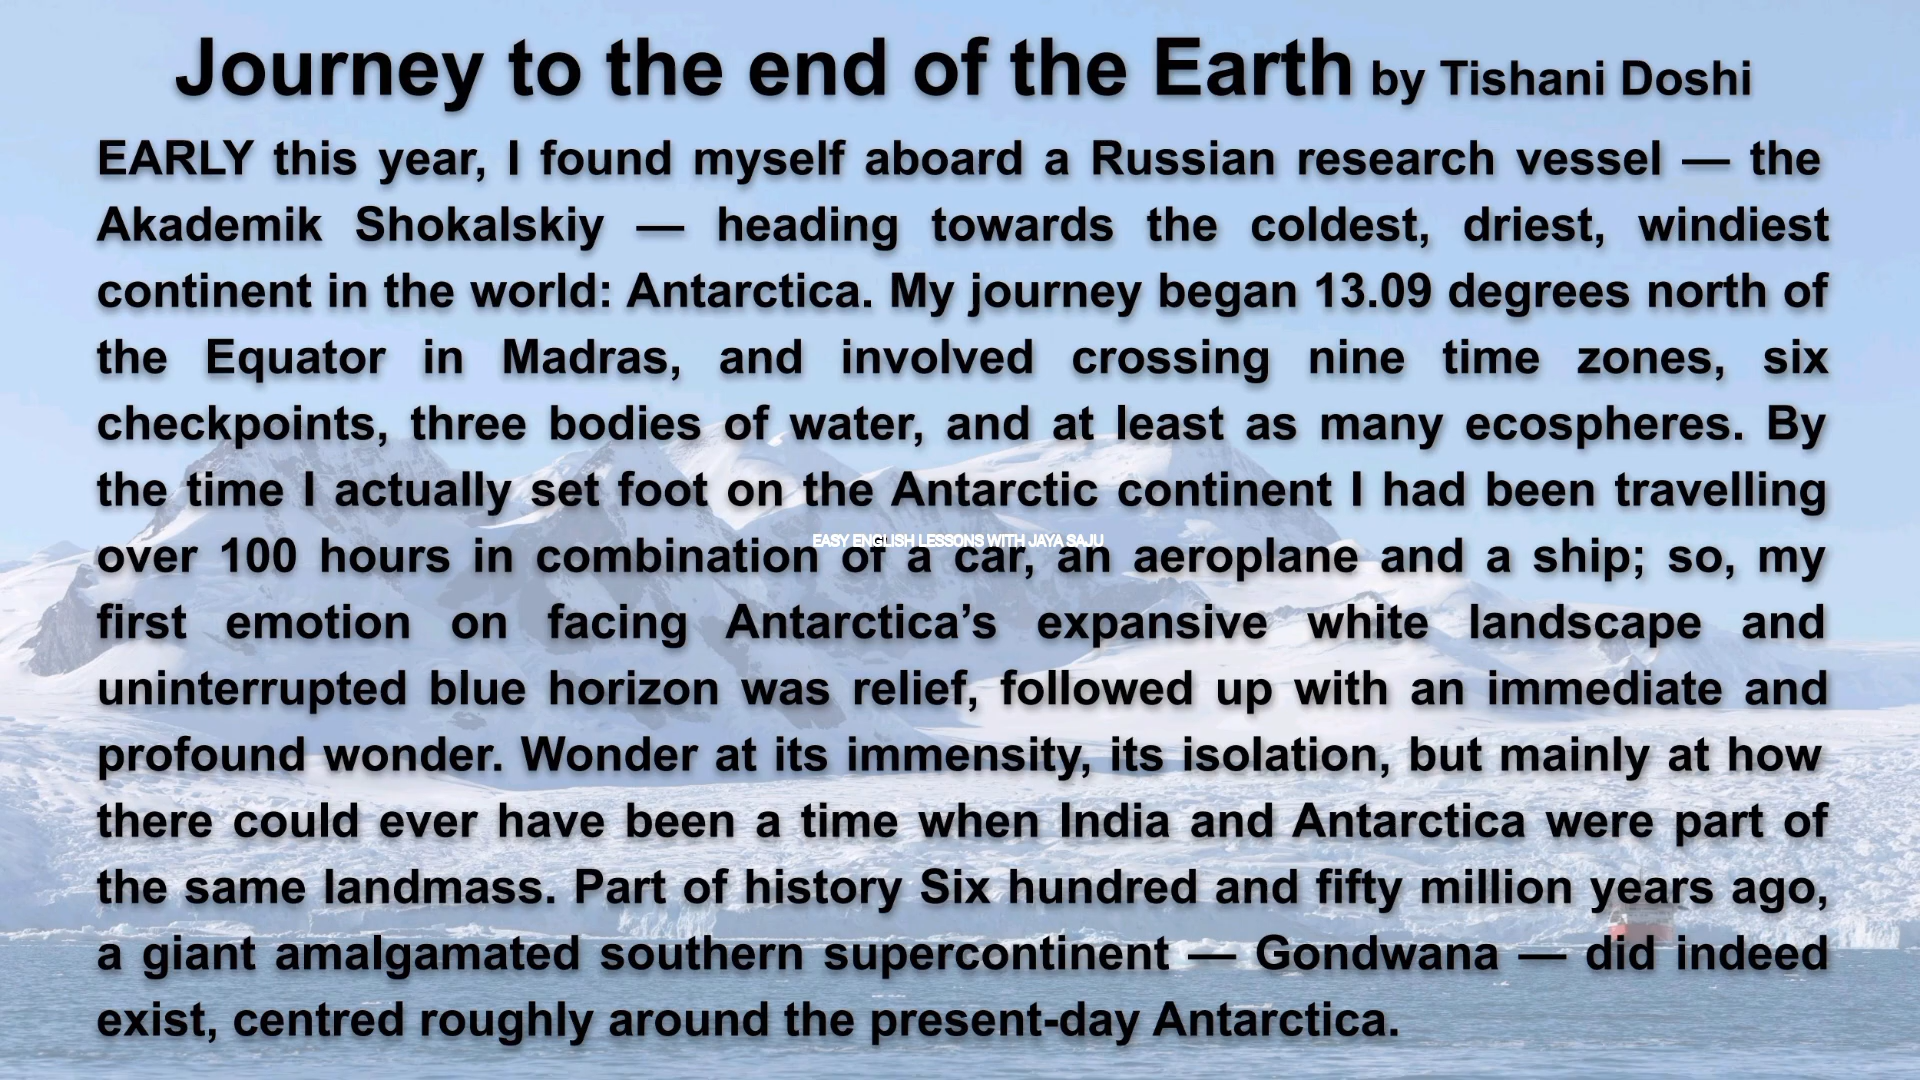 Journey to the end of the Earth by Tishani Doshi
EARLY this year, I found myself aboard a Russian research vessel — the
Akademik Shokalskiy — heading towards the coldest, driest, windiest
continent in the world: Antarctica. My journey began 13.09 degrees north of
the Equator in Madras, and involved crossing nine time zones, six
checkpoints, three bodies of water, and at least as many ecospheres. By
the time I actually set foot on the Antarctic continent I had been travelling
EASY ENGLISH LESSONS WITH JAYA SAJU
over 100 hours in combination of a car, an aeroplane and a ship; so, my
first emotion on facing Antarctica’s expansive white landscape and
uninterrupted blue horizon was relief, followed up with an immediate and
profound wonder. Wonder at its immensity, its isolation, but mainly at how
there could ever have been a time when India and Antarctica were part of
the same landmass. Part of history Six hundred and fifty million years ago,
a giant amalgamated southern supercontinent — Gondwana — did indeed
exist, centred roughly around the present-day Antarctica.